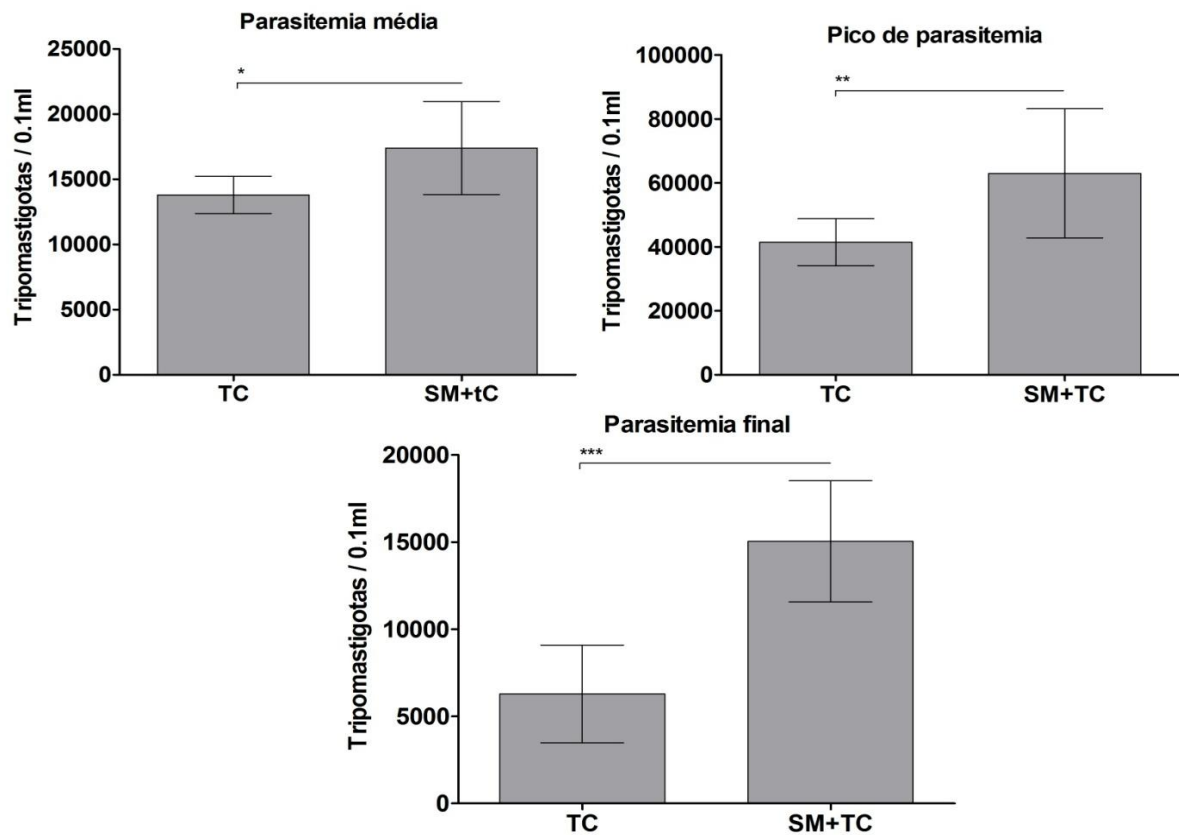 Parasitemia média
Tripomastigotas / 0.1ml
25000
20000
15000
10000
5000
0
*
TC
SM+tC
Pico de parasitemia
Tripomastigotas / 0.1ml
100000
80000
60000
40000
20000
0
**
TC
SM+TC
Parasitemia final
Tripomastigotas / 0.1ml
20000
15000
10000
5000
0
***
TC
SM+TC